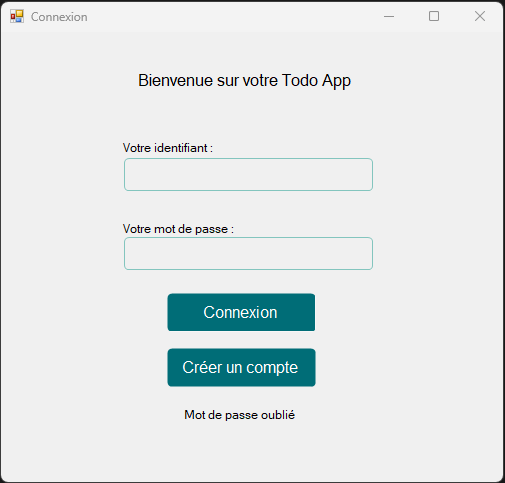 Connexion
Bienvenue sur votre Todo App
Votre identifiant :
Votre mot de passe :
Connexion
Créer un compte
Mot de passe oublié